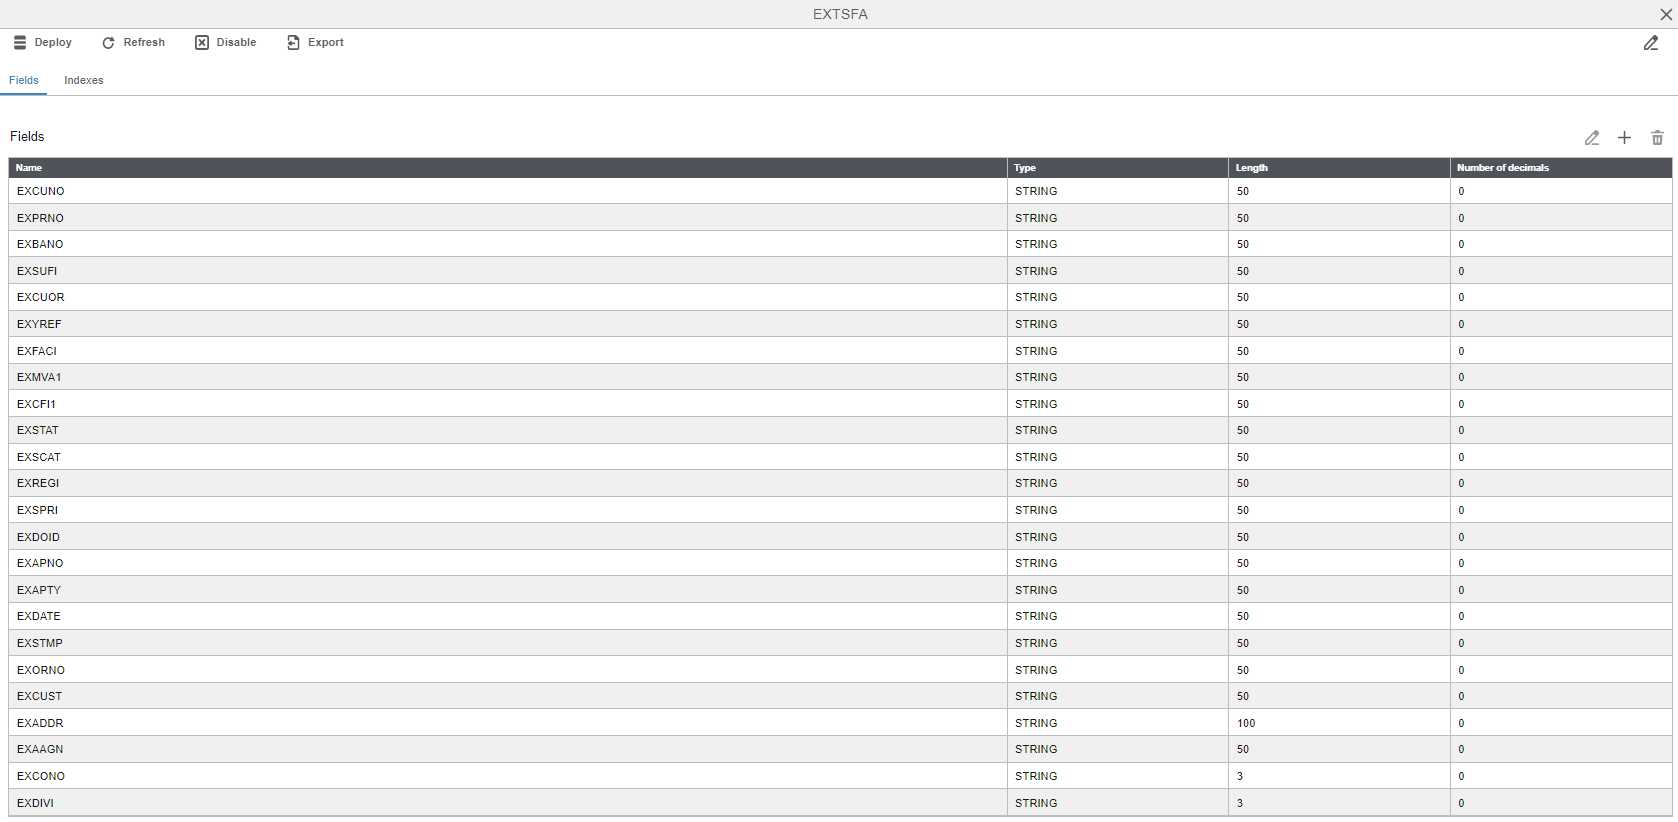 EXTSFA
Deploy Refresh Disable Export
Fields Indexes
Fields
Name Type Length Number of decimals
EXCUNO STRING 50 0
EXPRNO STRING 50 0
EXBANO STRING 50 0
EXSUFI STRING 50 0
EXCUOR STRING 50 0
EXYREF STRING 50 0
EXFACI STRING 50 0
EXMVA1 STRING 50 0
EXCFI1 STRING 50 0
EXSTAT STRING 50 0
EXSCAT STRING 50 0
EXREGI STRING 50 0
EXSPRI STRING 50 0
EXDOID STRING 50 0
EXAPNO STRING 50 0
EXAPTY STRING 50 0
EXDATE STRING 50 0
EXSTMP STRING 50 0
EXORNO STRING 50 0
EXCUST STRING 50 0
EXADDR STRING 100 0
EXAAGN STRING 50 0
EXCONO STRING 3 0
EXDIVI STRING 3 0